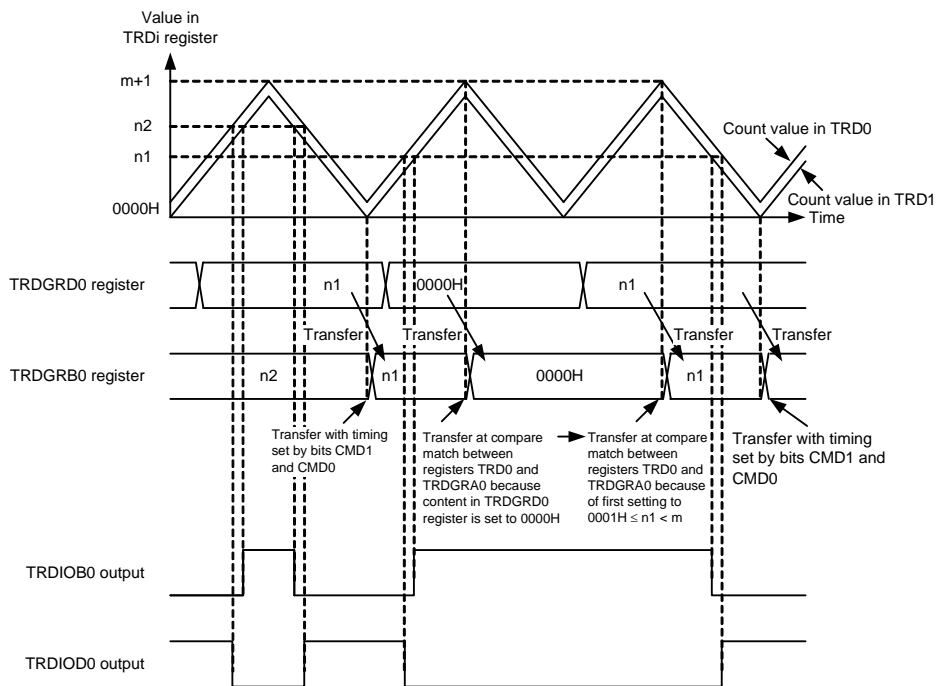 Value in
TRDi register
m+1
n2
n1
0000H
Count value in TRD0
Count value in TRD1
Time
TRDGRD0 register
n1
0000H
n1
Transfer
Transfer
Transfer
Transfer
TRDGRB0 register
n2
n1
0000H
n1
Transfer with timing
set by bits CMD1
and CMD0
Transfer at compare
match between
registers TRD0 and
TRDGRA0 because
content in TRDGRD0
register is set to 0000H
Transfer at compare
match between
registers TRD0 and
TRDGRA0 because
of first setting to
0001H ≤ n1 < m
Transfer with timing
set by bits CMD1 and
CMD0
TRDIOB0 output
TRDIOD0 output